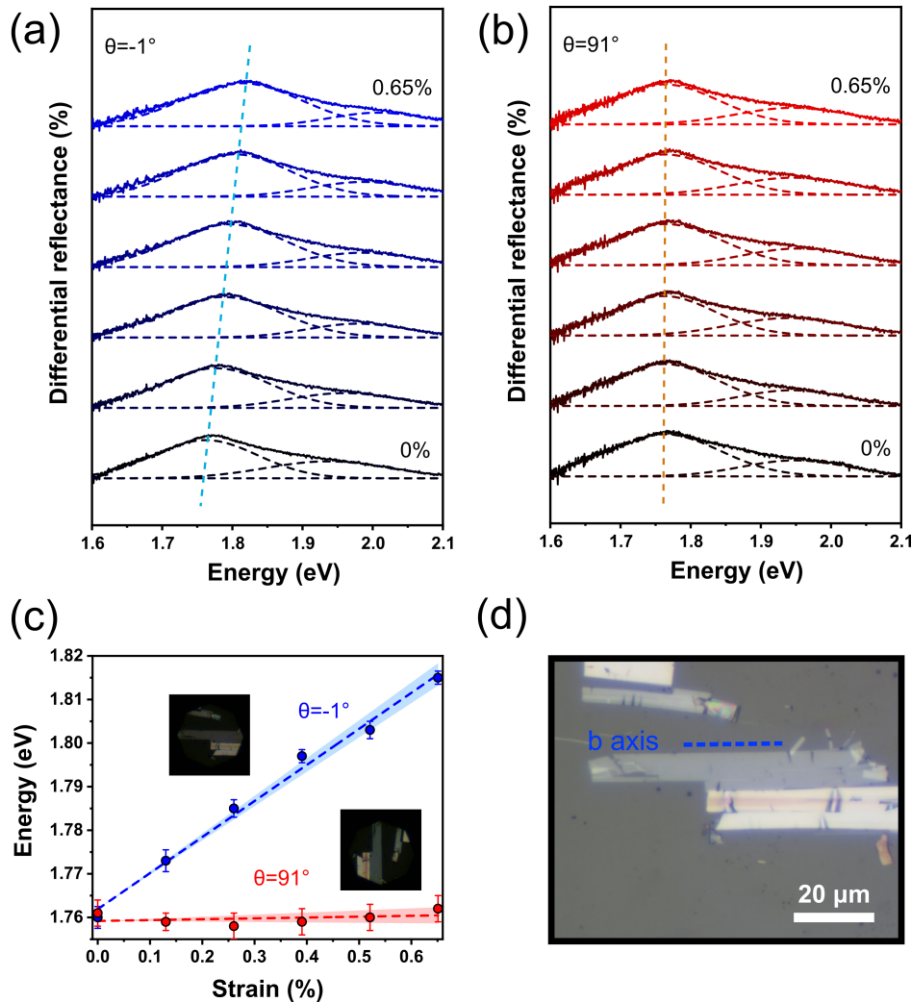 (a)
θ=-1°
0.65%
0%
Differential reflectance (%)
1.6 1.7 1.8 1.9 2.0 2.1
Energy (eV)
(b)
θ=91°
0.65%
0%
Differential reflectance (%)
1.6 1.7 1.8 1.9 2.0 2.1
Energy (eV)
(c)
1.82
1.81
1.80
1.79
1.78
1.77
1.76
1.75
Energy (eV)
θ=-1°
θ=91°
0.0 0.1 0.2 0.3 0.4 0.5 0.6
Strain (%)
(d)
b axis
20 µm